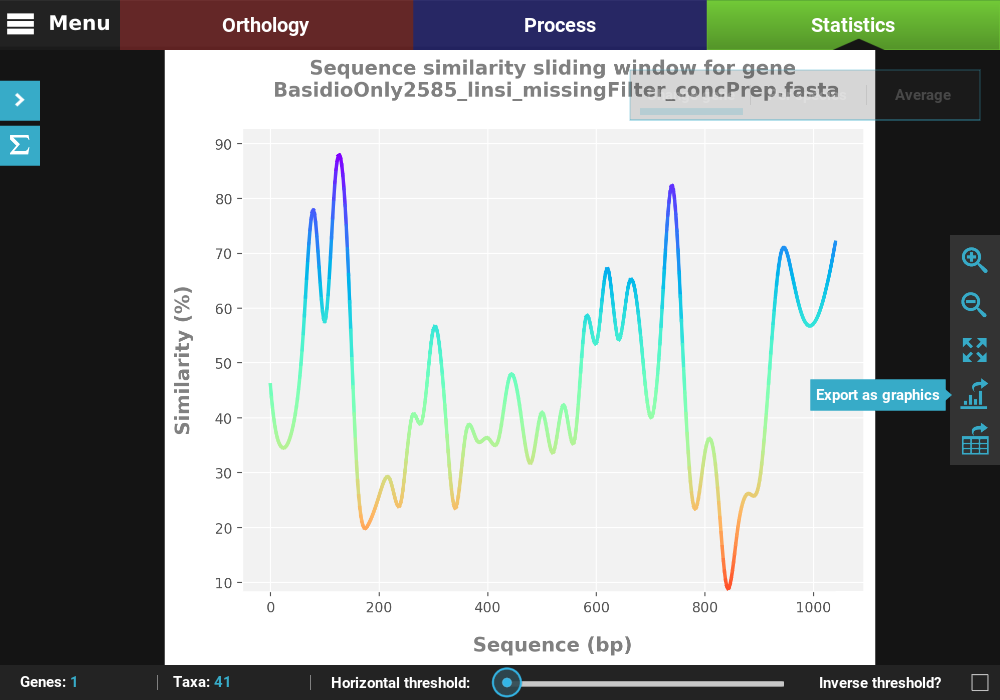 Menu
Orthology
Process
Statistics
Sequence similarity sliding window for gene
BasidioOnly2585_linsi_missingFilter_concPrep.fasta
Average
Σ
90
80
70
60
50
40
30
20
10
Similarity (%)
0 200 400 600 800 1000
Sequence (bp)
Export as graphics
Genes: 1
Taxa: 41
Horizontal threshold:
Inverse threshold?